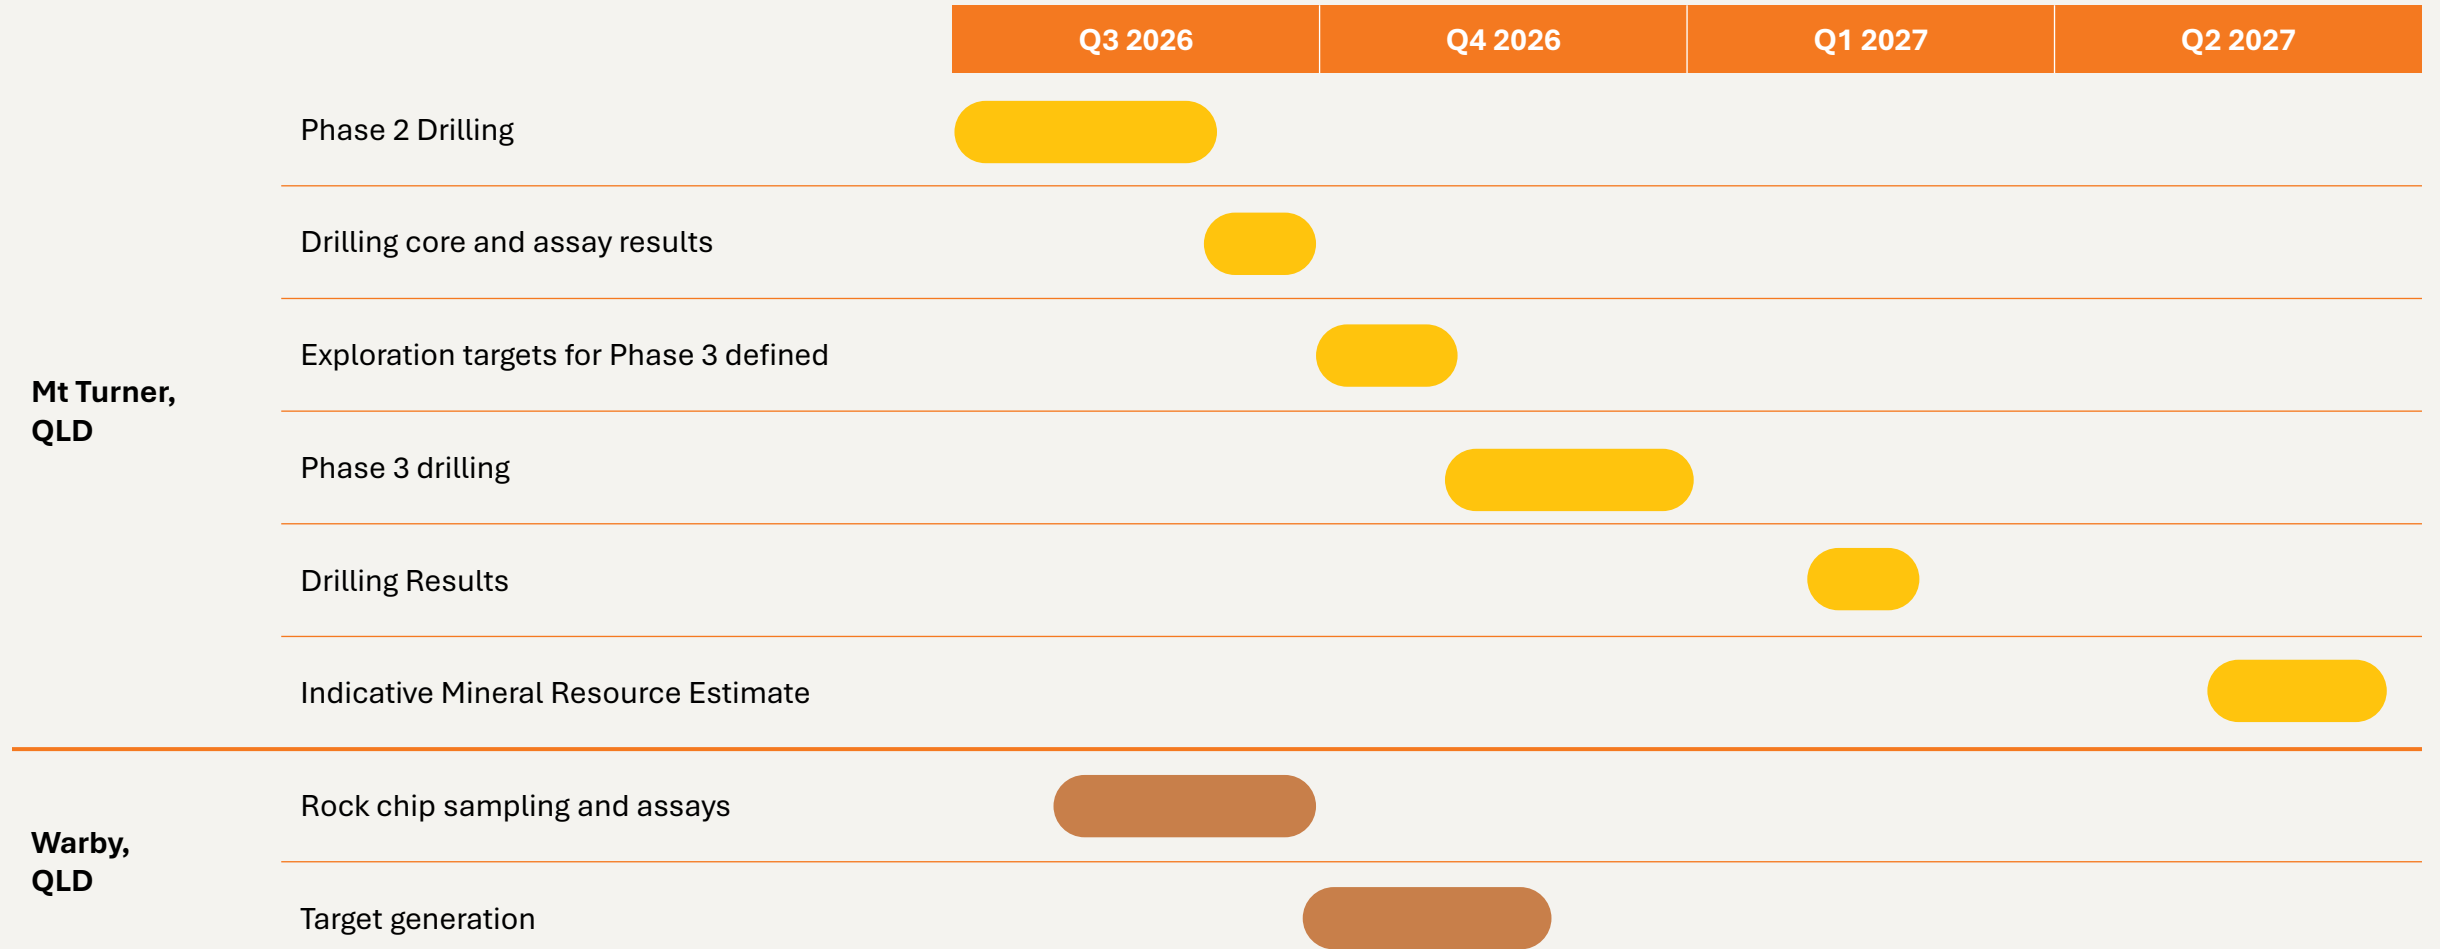 Q3 2026
Q4 2026
Q1 2027
Q2 2027
Mt Turner,
QLD
Phase 2 Drilling
Drilling core and assay results
Exploration targets for Phase 3 defined
Phase 3 drilling
Drilling Results
Indicative Mineral Resource Estimate
Warby,
QLD
Rock chip sampling and assays
Target generation